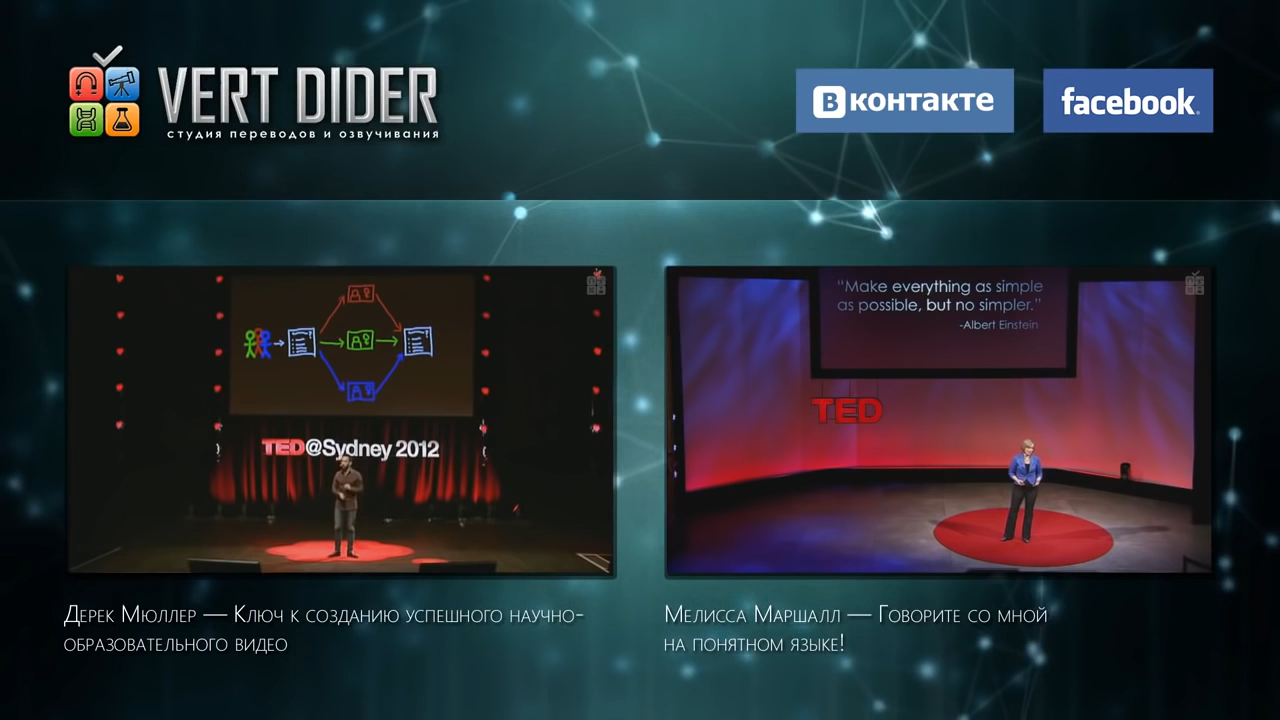 VERT DIDER
студия переводов и озвучивания
В контакте
facebook.
TED@Sydney 2012
“Make everything as simple
as possible, but no simpler.”
-Albert Einstein
TED
Дерек Мюллер — Ключ к созданию успешного научно-
образовательного видео
Мелисса Маршалл — Говорите со мной
на понятном языке!